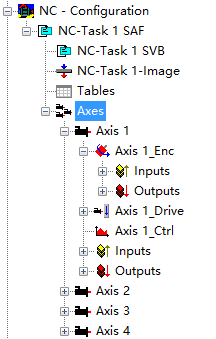 NC - Configuration
NC-Task 1 SAF
NC-Task 1 SVB
NC-Task 1-Image
Tables
Axes
Axis 1
Axis 1_Enc
Inputs
Outputs
Axis 1_Drive
Axis 1_Ctrl
Inputs
Outputs
Axis 2
Axis 3
Axis 4